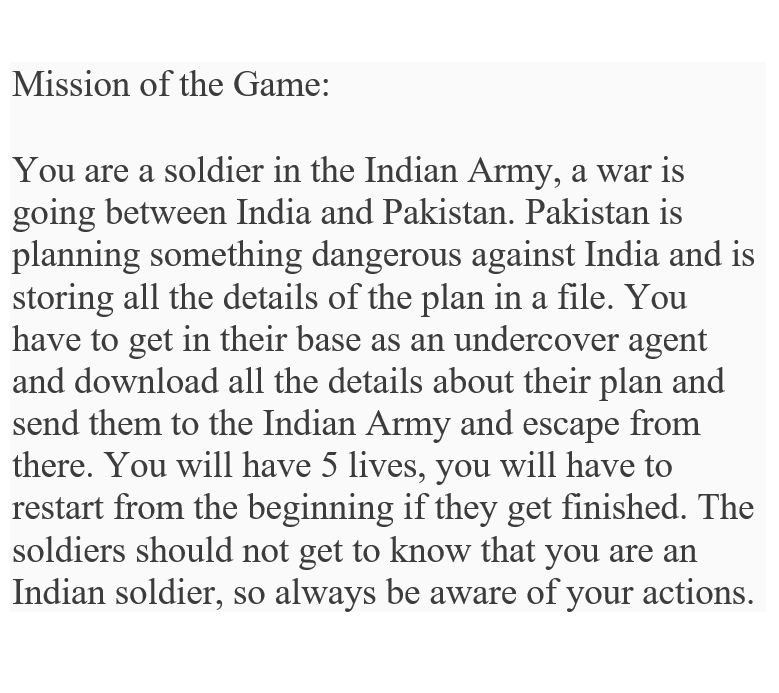 Mission of the Game:
You are a soldier in the Indian Army, a war is
going between India and Pakistan. Pakistan is
planning something dangerous against India and is
storing all the details of the plan in a file. You
have to get in their base as an undercover agent
and download all the details about their plan and
send them to the Indian Army and escape from
there. You will have 5 lives, you will have to
restart from the beginning if they get finished. The
soldiers should not get to know that you are an
Indian soldier, so always be aware of your actions.